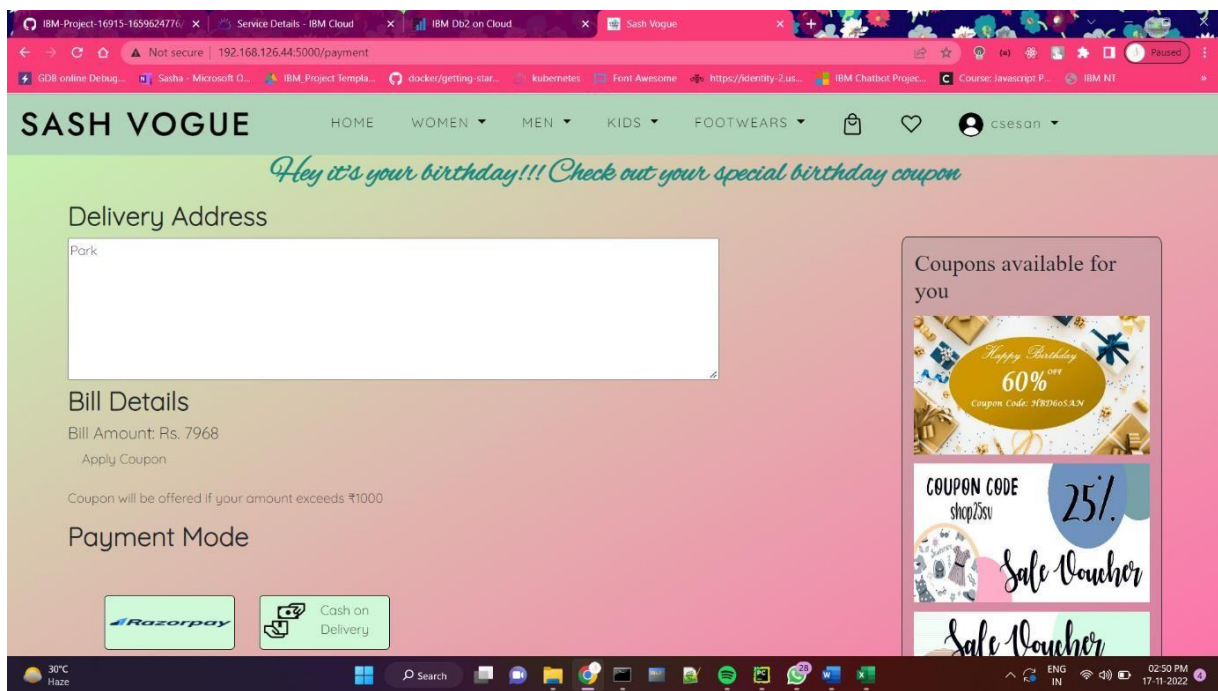 IBM-Project-16915-1659624776
Service Details - IBM Cloud
IBM Db2 on Cloud
Sash Vogue
Not secure | 192.168.126.44:5000/payment
Paused
GDB online Debug...
Sasha - Microsoft O...
IBM_Project Templa...
docker/getting-star...
kubernetes
Font Awesome
https://identity-2.us...
IBM Chatbot Projec...
Course: Javascript P...
IBM NT
SASH VOGUE
HOME
WOMEN
MEN
KIDS
FOOTWEARS
csesan
Hey it's your birthday!!! Check out your special birthday coupon
Delivery Address
Park
Bill Details
Bill Amount: Rs. 7968
Apply Coupon
Coupon will be offered if your amount exceeds ₹1000
Payment Mode
Razorpay
Cash on
Delivery
Coupons available for
you
Happy Birthday
60% OFF
Coupon Code: HBD60SAN
COUPON CODE
shop25su
25%
Sale Voucher
Sale Voucher
30°C
Haze
Search
28
ENG
IN
02:50 PM
17-11-2022
4